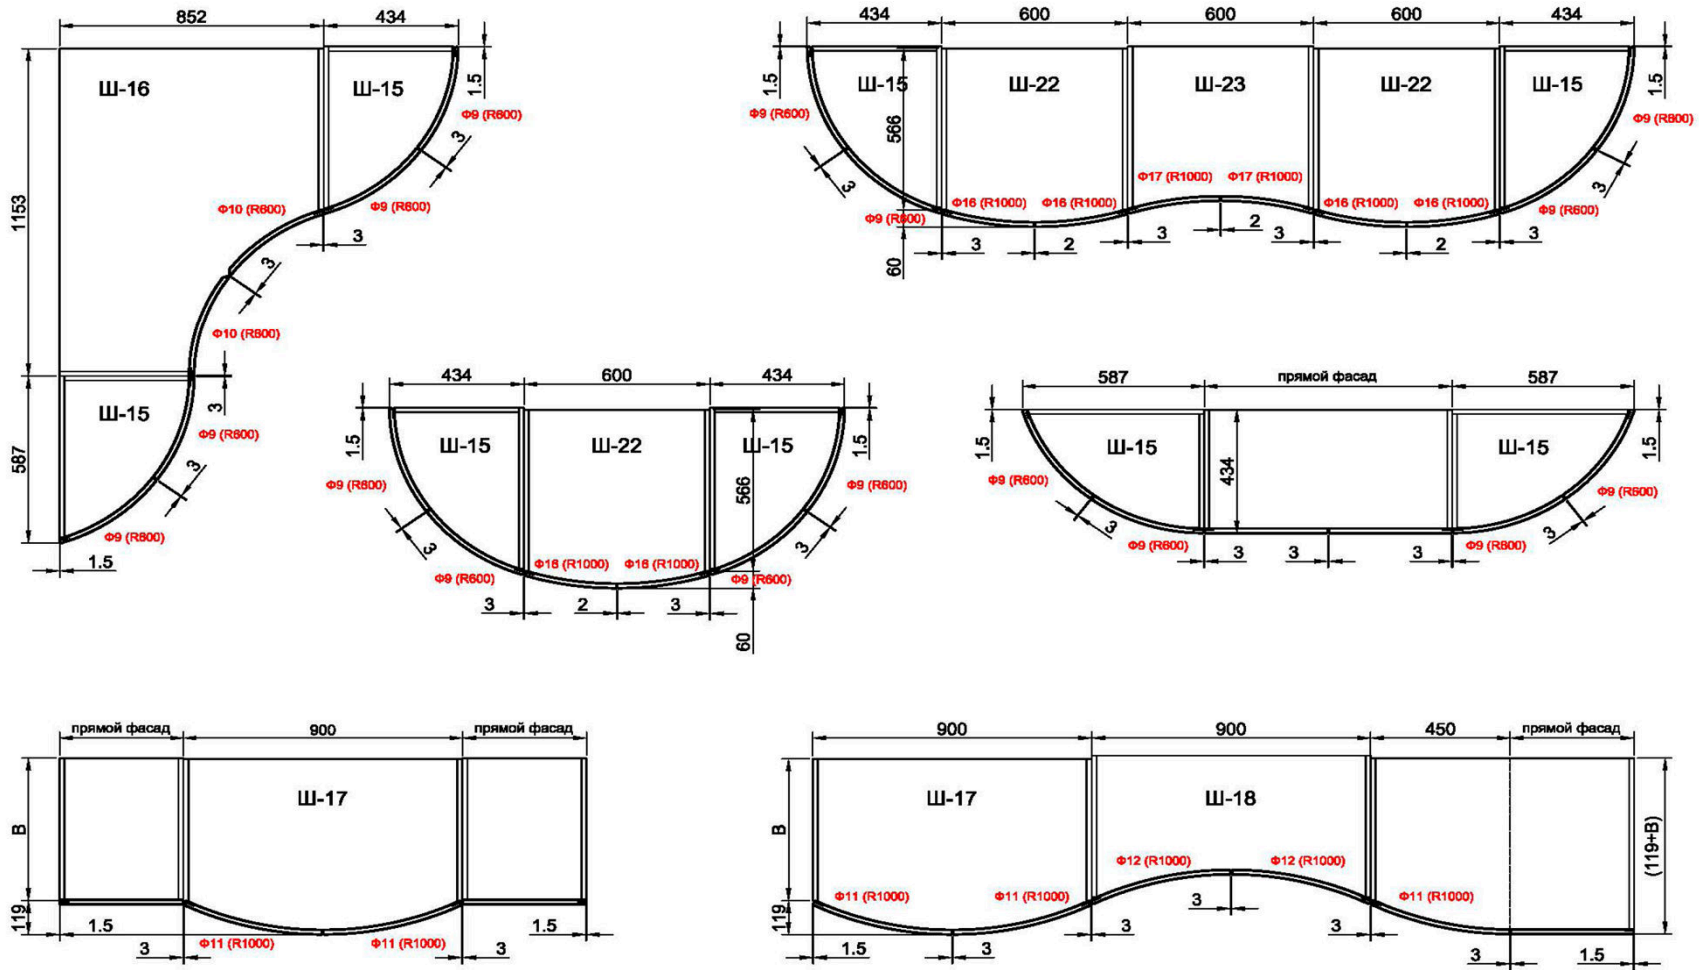 852
434
Ш-16
Ш-15
1.5
Ф9 (R600)
3
1153
Ф10 (R600)
Ф9 (R600)
3
3
Ф10 (R600)
Ш-15
3
Ф9 (R600)
587
3
Ф9 (R600)
1.5
434
600
600
600
434
Ш-15
Ш-22
Ш-23
Ш-22
Ш-15
1.5
1.5
Ф9 (R600)
Ф9 (R600)
566
3
3
Ф17 (R1000)
Ф17 (R1000)
Ф16 (R1000)
Ф16 (R1000)
Ф16 (R1000)
Ф16 (R1000)
Ф9 (R600)
Ф9 (R600)
60
3
2
3
2
3
2
3
434
600
434
Ш-15
Ш-22
Ш-15
1.5
1.5
Ф9 (R600)
566
Ф9 (R600)
3
3
Ф16 (R1000)
Ф16 (R1000)
Ф9 (R600)
Ф9 (R600)
3
2
3
60
587
прямой фасад
587
1.5
1.5
Ш-15
434
Ш-15
Ф9 (R600)
Ф9 (R600)
3
3
Ф9 (R600)
Ф9 (R600)
3
3
3
прямой фасад
900
прямой фасад
Ш-17
В
119
1.5
1.5
3
Ф11 (R1000)
Ф11 (R1000)
3
900
900
450
прямой фасад
Ш-17
Ш-18
В
(119+В)
Ф12 (R1000)
Ф12 (R1000)
Ф11 (R1000)
Ф11 (R1000)
Ф11 (R1000)
119
3
3
3
1.5
3
3
1.5